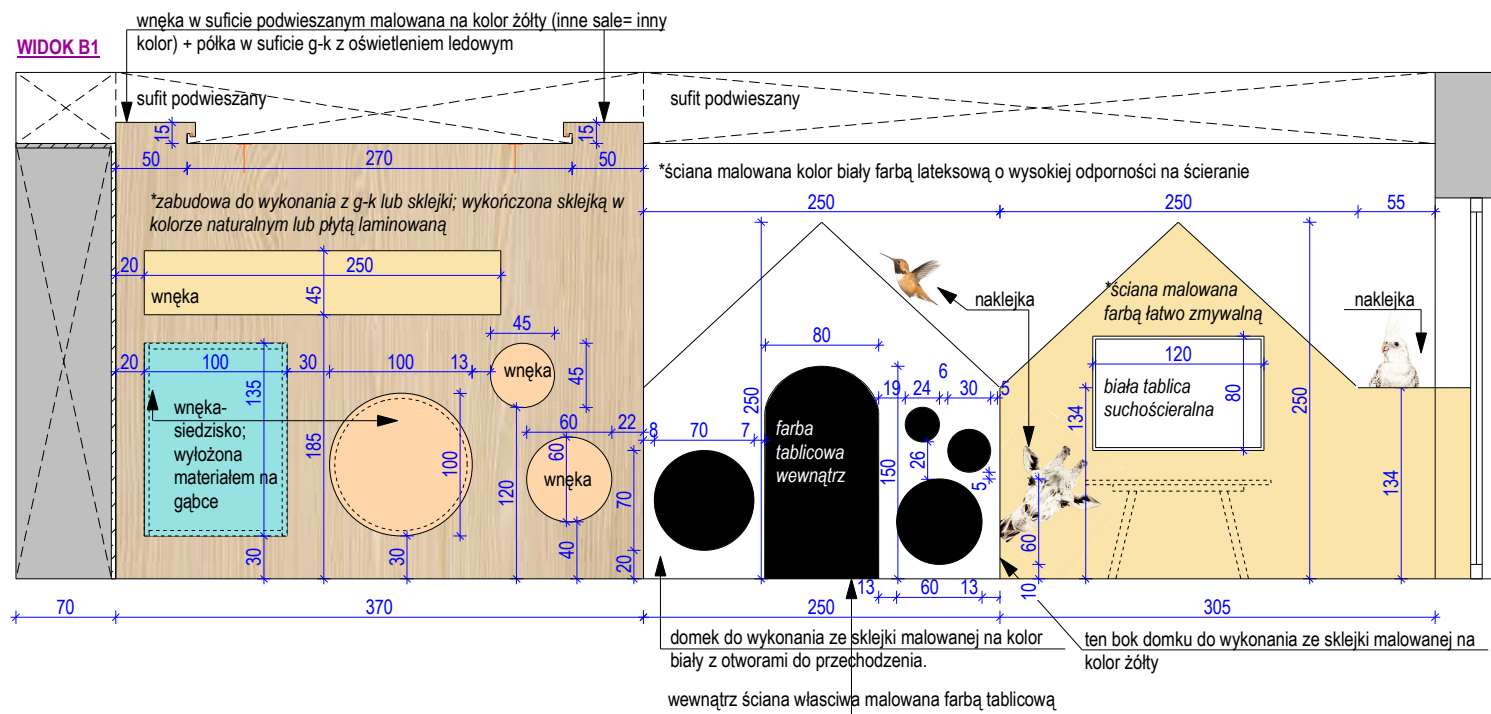 wnęka w suficie podwieszanym malowana na kolor żółty (inne sale= inny
kolor) + półka w suficie g-k z oświetleniem ledowym
WIDOK B1
sufit podwieszany
sufit podwieszany
15
15
50
270
50
*ściana malowana kolor biały farbą lateksową o wysokiej odporności na ścieranie
*zabudowa do wykonania z g-k lub sklejki; wykończona sklejką w
kolorze naturalnym lub płytą laminowaną
250
250
55
20
250
wnęka
45
naklejka
*ściana malowana
farbą łatwo zmywalną
naklejka
45
80
20
100
30
100
13
wnęka
45
135
6
19
24
30
5
120
80
biała tablica
suchościeralna
250
250
134
wnęka-
siedzisko;
wyłożona
materiałem na
gąbce
185
100
60
22
8
70
7
farba
tablicowa
wewnątrz
150
26
5
60
wnęka
120
70
134
30
30
40
20
60
10
13
60
13
70
370
250
305
domek do wykonania ze sklejki malowanej na kolor
biały z otworami do przechodzenia.
ten bok domku do wykonania ze sklejki malowanej na
kolor żółty
wewnątrz ściana własciwa malowana farbą tablicową